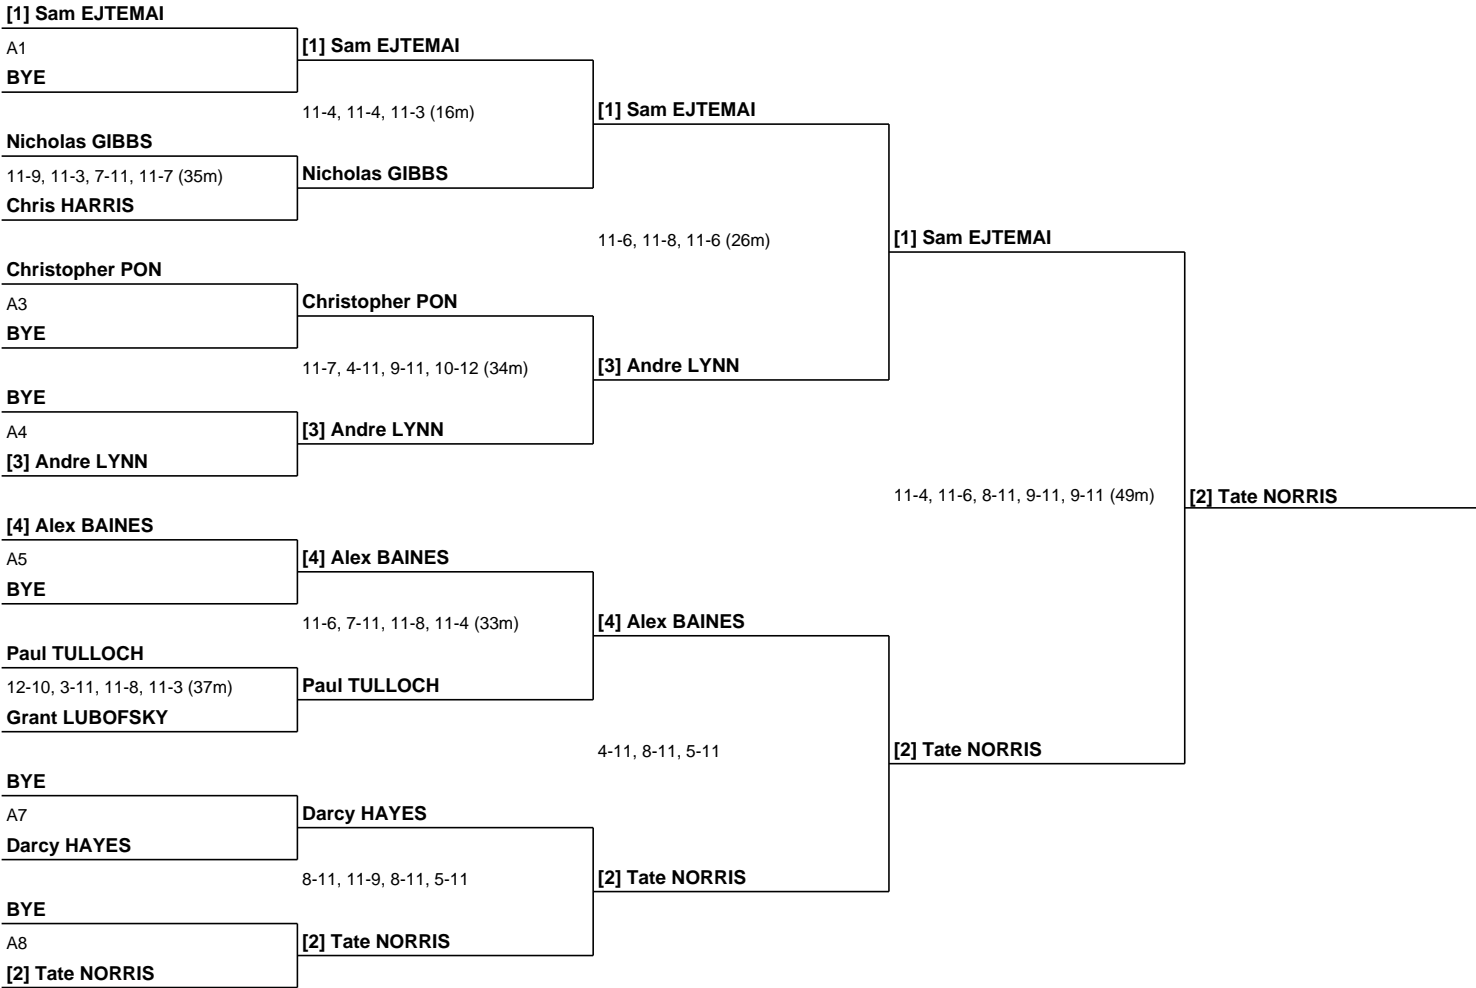 [1] Sam EJTEMAI
A1
BYE
Nicholas GIBBS
11-9, 11-3, 7-11, 11-7 (35m)
Chris HARRIS
Christopher PON
A3
BYE
BYE
A4
[3] Andre LYNN
[4] Alex BAINES
A5
BYE
Paul TULLOCH
12-10, 3-11, 11-8, 11-3 (37m)
Grant LUBOFSKY
BYE
A7
Darcy HAYES
BYE
A8
[2] Tate NORRIS
[1] Sam EJTEMAI
11-4, 11-4, 11-3 (16m)
Nicholas GIBBS
Christopher PON
11-7, 4-11, 9-11, 10-12 (34m)
[3] Andre LYNN
[4] Alex BAINES
11-6, 7-11, 11-8, 11-4 (33m)
Paul TULLOCH
Darcy HAYES
8-11, 11-9, 8-11, 5-11
[2] Tate NORRIS
[1] Sam EJTEMAI
11-6, 11-8, 11-6 (26m)
[3] Andre LYNN
[4] Alex BAINES
4-11, 8-11, 5-11
[2] Tate NORRIS
[1] Sam EJTEMAI
11-4, 11-6, 8-11, 9-11, 9-11 (49m)
[2] Tate NORRIS
[2] Tate NORRIS